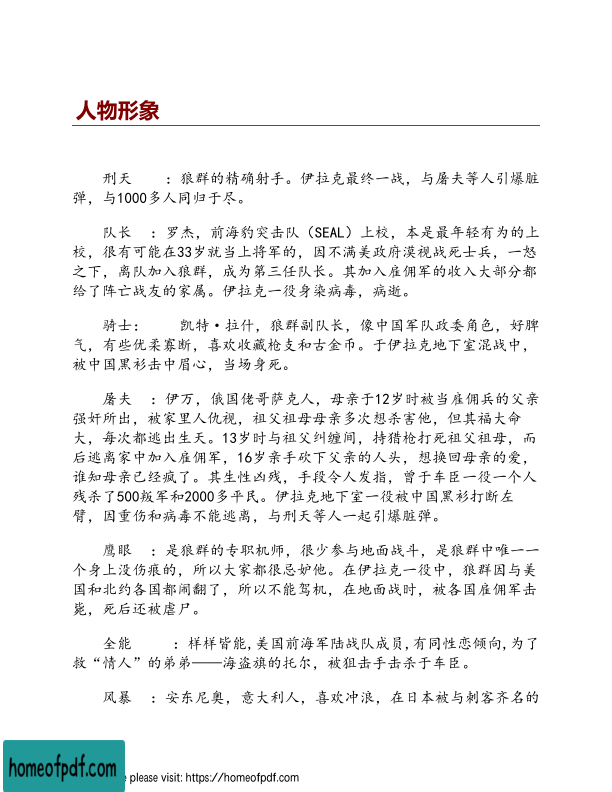 人物形象
刑天 ：狼群的精确射手。伊拉克最终一战，与屠夫等人引爆脏
弹，与1000多人同归于尽。
队长 ：罗杰，前海豹突击队（SEAL）上校，本是最年轻有为的上
校，很有可能在33岁就当上将军的，因不满美政府漠视战死士兵，一怒
之下，离队加入狼群，成为第三任队长。其加入雇佣军的收入大部分都
给了阵亡战友的家属。伊拉克一役身染病毒，病逝。
骑士： 凯特·拉什，狼群副队长，像中国军队政委角色，好脾
气，有些优柔寡断，喜欢收藏枪支和古金币。于伊拉克地下室混战中，
被中国黑衫击中眉心，当场身死。
屠夫 ：伊万，俄国佬哥萨克人，母亲于12岁时被当雇佣兵的父亲
强奸所出，被家里人仇视，祖父祖母母亲多次想杀害他，但其福大命
大，每次都逃出生天。13岁时与祖父纠缠间，持猎枪打死祖父祖母，而
后逃离家中加入雇佣军，16岁亲手砍下父亲的人头，想换回母亲的爱，
谁知母亲已经疯了。其生性凶残，手段令人发指，曾于车臣一役一个人
残杀了500叛军和2000多平民。伊拉克地下室一役被中国黑衫打断左
臂，因重伤和病毒不能逃离，与刑天等人一起引爆脏弹。
鹰眼 ：是狼群的专职机师，很少参与地面战斗，是狼群中唯一一
个身上没伤痕的，所以大家都很忌妒他。在伊拉克一役中，狼群因与美
国和北约各国都闹翻了，所以不能驾机，在地面战时，被各国雇佣军击
毙，死后还被虐尸。
全能 ：样样皆能,美国前海军陆战队成员,有同性恋倾向,为了
救“情人”的弟弟——海盗旗的托尔，被狙击手击杀于车臣。
风暴 ：安东尼奥，意大利人，喜欢冲浪，在日本被与刺客齐名的
homeofpdf.com
e please visit: https://homeofpdf.com